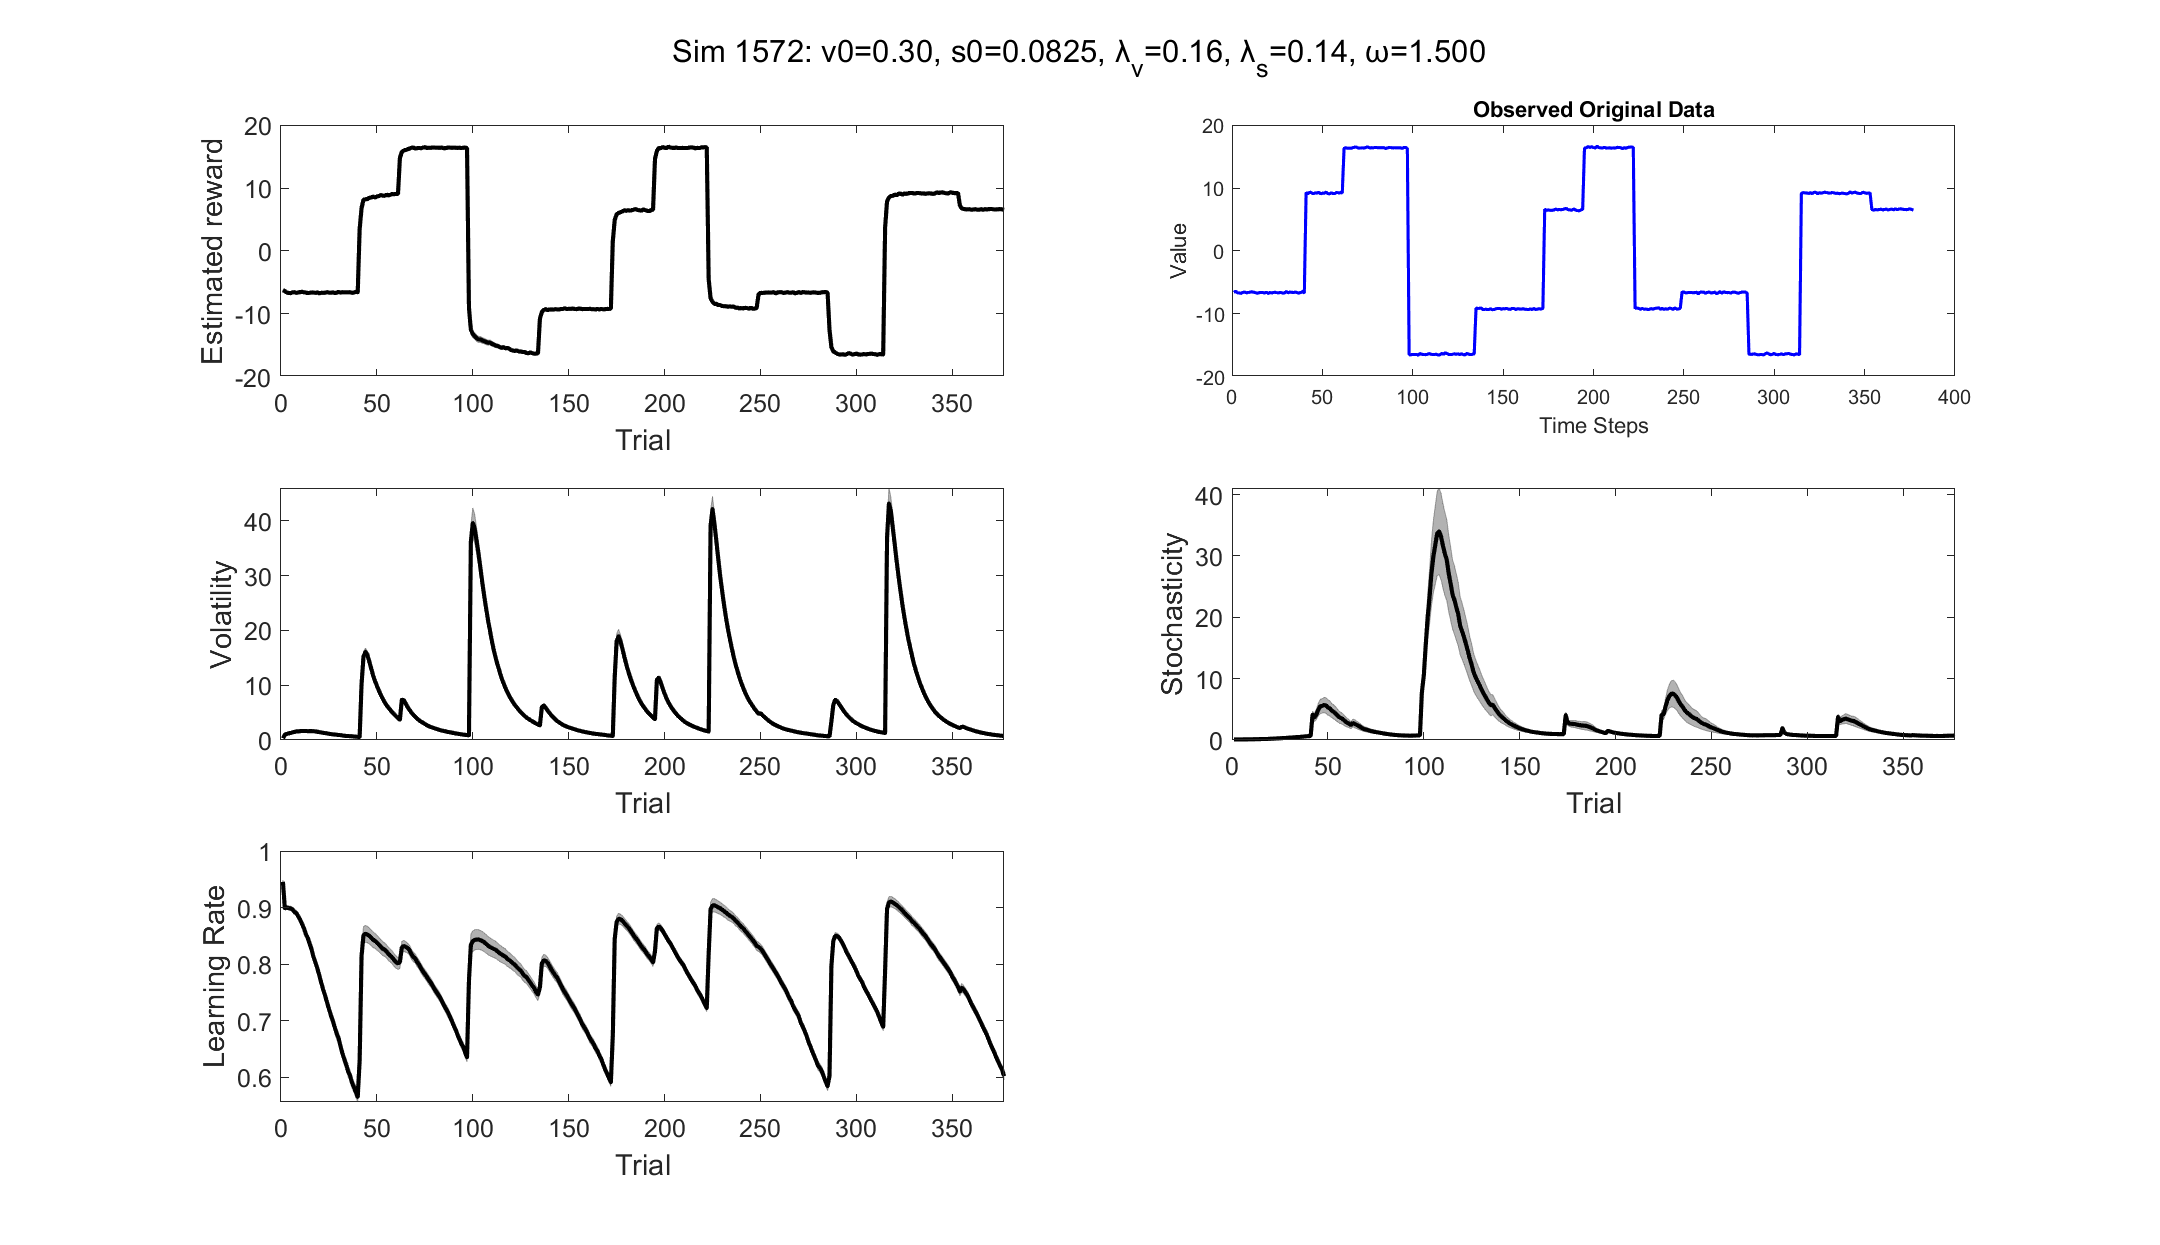 Sim 1572: v0=0.30, s0=0.0825, λ_v=0.16, λ_s=0.14, ω=1.500
Estimated reward
20
10
0
-10
-20
0 50 100 150 200 250 300 350
Trial
Observed Original Data
Value
20
10
0
-10
-20
0 50 100 150 200 250 300 350 400
Time Steps
Volatility
40
30
20
10
0
0 50 100 150 200 250 300 350
Trial
Stochasticity
40
30
20
10
0
0 50 100 150 200 250 300 350
Trial
Learning Rate
1
0.9
0.8
0.7
0.6
0 50 100 150 200 250 300 350
Trial